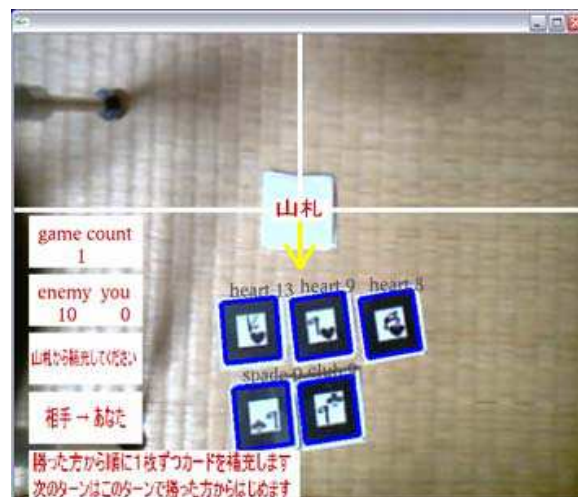 山札
game count
1
enemy you
10 0
山札から補充してください
相手 → あなた
heart 13 heart 9 heart 8
spade club
勝った方から順に1枚ずつカードを補充します
次のターンはこのターンで勝った方からはじめます